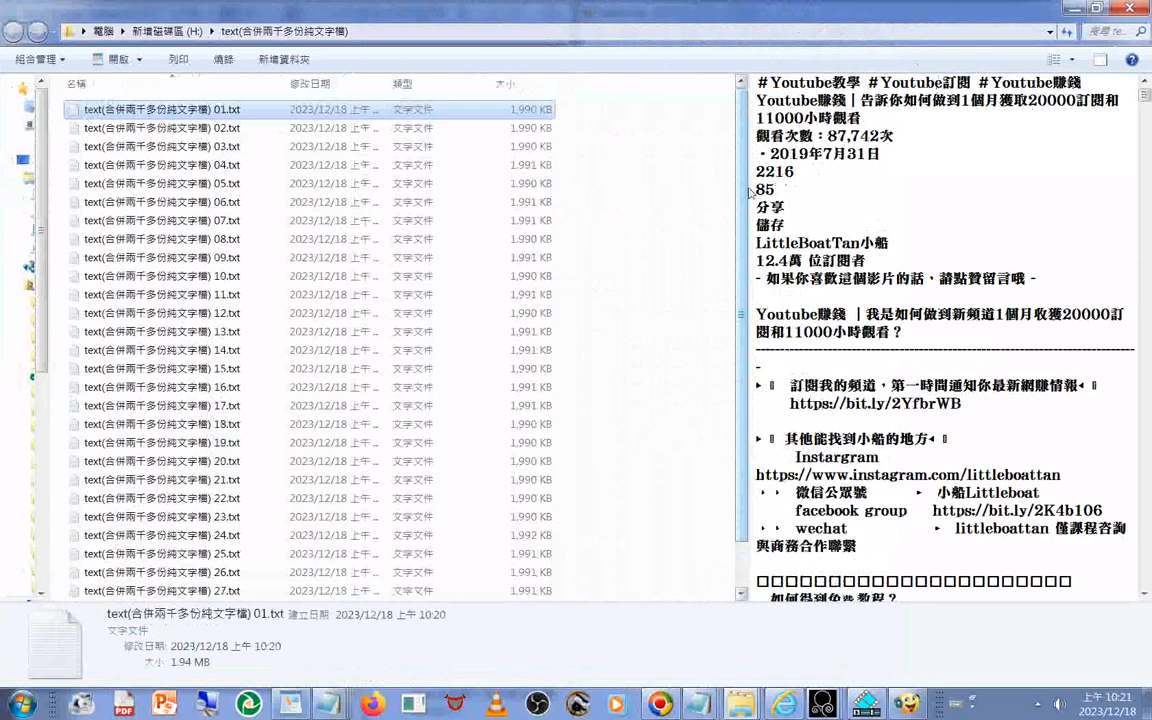 電腦 ▸ 新增磁碟區 (H:) ▸ text(合併兩千多份純文字檔)
搜尋 te...
組合管理 開啟 列印 燒錄 新增資料夾
名稱 修改日期 類型 大小
text(合併兩千多份純文字檔) 01.txt 2023/12/18 上午 ... 文字文件 1,990 KB
text(合併兩千多份純文字檔) 02.txt 2023/12/18 上午 ... 文字文件 1,990 KB
text(合併兩千多份純文字檔) 03.txt 2023/12/18 上午 ... 文字文件 1,990 KB
text(合併兩千多份純文字檔) 04.txt 2023/12/18 上午 ... 文字文件 1,990 KB
text(合併兩千多份純文字檔) 05.txt 2023/12/18 上午 ... 文字文件 1,990 KB
text(合併兩千多份純文字檔) 06.txt 2023/12/18 上午 ... 文字文件 1,991 KB
text(合併兩千多份純文字檔) 07.txt 2023/12/18 上午 ... 文字文件 1,991 KB
text(合併兩千多份純文字檔) 08.txt 2023/12/18 上午 ... 文字文件 1,990 KB
text(合併兩千多份純文字檔) 09.txt 2023/12/18 上午 ... 文字文件 1,991 KB
text(合併兩千多份純文字檔) 10.txt 2023/12/18 上午 ... 文字文件 1,991 KB
text(合併兩千多份純文字檔) 11.txt 2023/12/18 上午 ... 文字文件 1,991 KB
text(合併兩千多份純文字檔) 12.txt 2023/12/18 上午 ... 文字文件 1,990 KB
text(合併兩千多份純文字檔) 13.txt 2023/12/18 上午 ... 文字文件 1,991 KB
text(合併兩千多份純文字檔) 14.txt 2023/12/18 上午 ... 文字文件 1,991 KB
text(合併兩千多份純文字檔) 15.txt 2023/12/18 上午 ... 文字文件 1,991 KB
text(合併兩千多份純文字檔) 16.txt 2023/12/18 上午 ... 文字文件 1,990 KB
text(合併兩千多份純文字檔) 17.txt 2023/12/18 上午 ... 文字文件 1,991 KB
text(合併兩千多份純文字檔) 18.txt 2023/12/18 上午 ... 文字文件 1,991 KB
text(合併兩千多份純文字檔) 19.txt 2023/12/18 上午 ... 文字文件 1,991 KB
text(合併兩千多份純文字檔) 20.txt 2023/12/18 上午 ... 文字文件 1,990 KB
text(合併兩千多份純文字檔) 21.txt 2023/12/18 上午 ... 文字文件 1,991 KB
text(合併兩千多份純文字檔) 22.txt 2023/12/18 上午 ... 文字文件 1,991 KB
text(合併兩千多份純文字檔) 23.txt 2023/12/18 上午 ... 文字文件 1,991 KB
text(合併兩千多份純文字檔) 24.txt 2023/12/18 上午 ... 文字文件 1,992 KB
text(合併兩千多份純文字檔) 25.txt 2023/12/18 上午 ... 文字文件 1,991 KB
text(合併兩千多份純文字檔) 26.txt 2023/12/18 上午 ... 文字文件 1,991 KB
text(合併兩千多份純文字檔) 27.txt 2023/12/18 上午 ... 文字文件 1,991 KB
#Youtube教學 #Youtube訂閱 #Youtube賺錢
Youtube賺錢|告訴你如何做到1個月獲取20000訂閱和
11000小時觀看
觀看次數：87,742次
・2019年7月31日
2216
85
分享
儲存
LittleBoatTan小船
12.4萬 位訂閱者
- 如果你喜歡這個影片的話，請點贊留言哦 -
Youtube賺錢 |我是如何做到新頻道1個月收獲20000訂
閱和11000小時觀看？
訂閱我的頻道，第一時間通知你最新網賺情報
https://bit.ly/2YfbrWB
其他能找到小船的地方
Instargram
https://www.instagram.com/littleboattan
微信公眾號 ▸ 小船Littleboat
facebook group https://bit.ly/2K4b106
wechat ▸ littleboattan 僅課程咨詢
與商務合作聯繫
如何得到免費教程？
text(合併兩千多份純文字檔) 01.txt 建立日期: 2023/12/18 上午 10:20
文字文件
修改日期: 2023/12/18 上午 10:20
大小: 1.94 MB
上午 10:21
2023/12/18